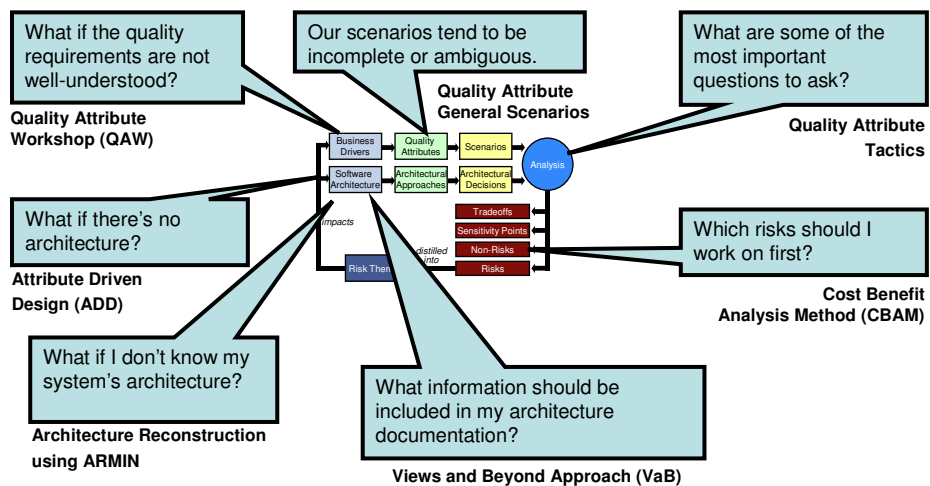 What if the quality
requirements are not
well-understood?
Quality Attribute
Workshop (QAW)
Our scenarios tend to be
incomplete or ambiguous.
Quality Attribute
General Scenarios
What are some of the
most important
questions to ask?
Quality Attribute
Tactics
Business
Drivers
Quality
Attributes
Scenarios
Analysis
Software
Architecture
Architectural
Approaches
Architectural
Decisions
What if there's no
architecture?
Attribute Driven
Design (ADD)
impacts
Tradeoffs
Sensitivity Points
Non-Risks
Risks
distilled
into
Risk
Which risks should I
work on first?
Cost Benefit
Analysis Method (CBAM)
What if I don't know my
system's architecture?
Architecture Reconstruction
using ARMIN
What information should be
included in my architecture
documentation?
Views and Beyond Approach (VaB)